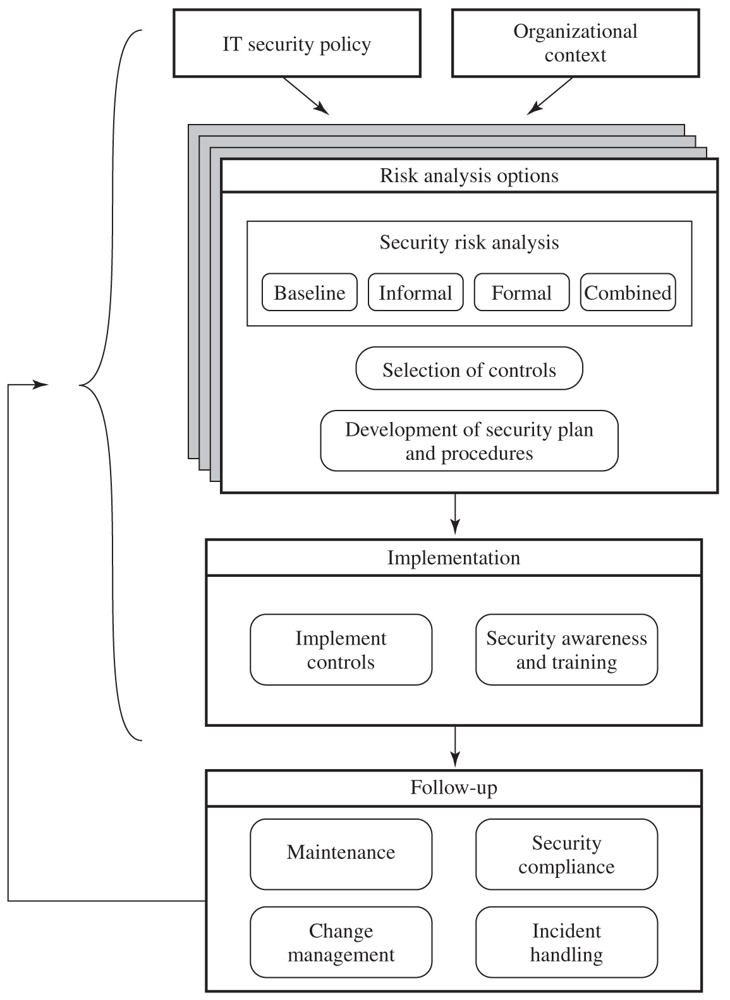 IT security policy
Organizational
context
Risk analysis options
Security risk analysis
Baseline
Informal
Formal
Combined
Selection of controls
Development of security plan
and procedures
Implementation
Implement
controls
Security awareness
and training
Follow-up
Maintenance
Security
compliance
Change
management
Incident
handling